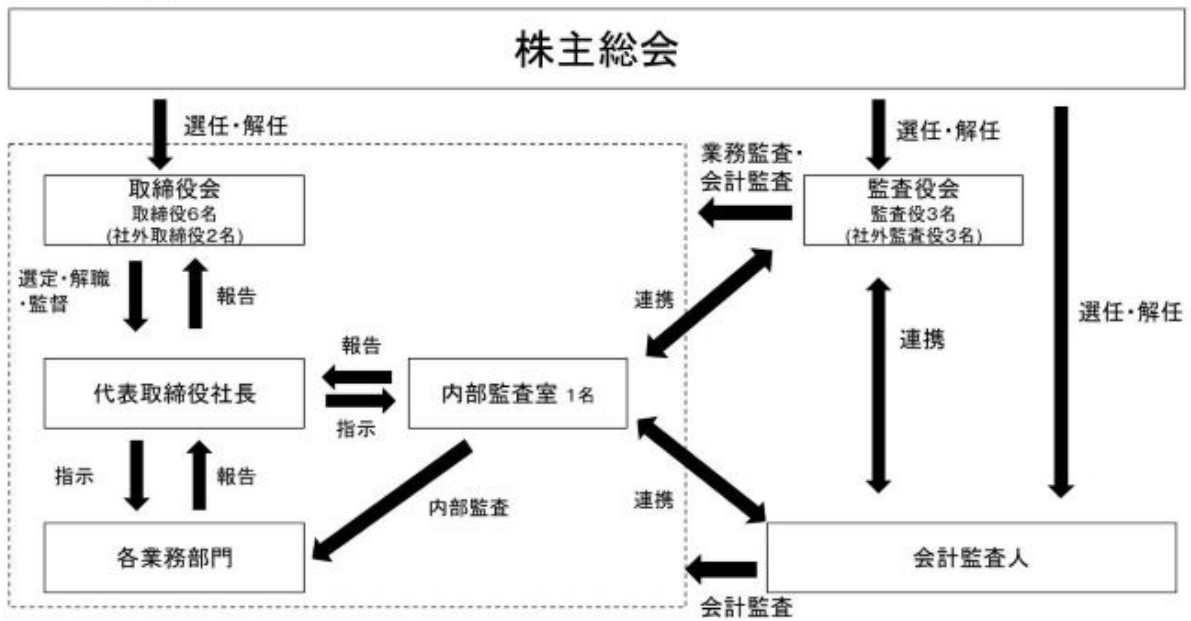 株主総会
選任・解任
選任・解任
業務監査・
会計監査
取締役会
取締役6名
(社外取締役2名)
監査役会
監査役3名
(社外監査役3名)
選定・解職
・監督
報告
連携
選任・解任
連携
報告
代表取締役社長
内部監査室 1名
指示
指示
報告
内部監査
連携
各業務部門
会計監査人
会計監査